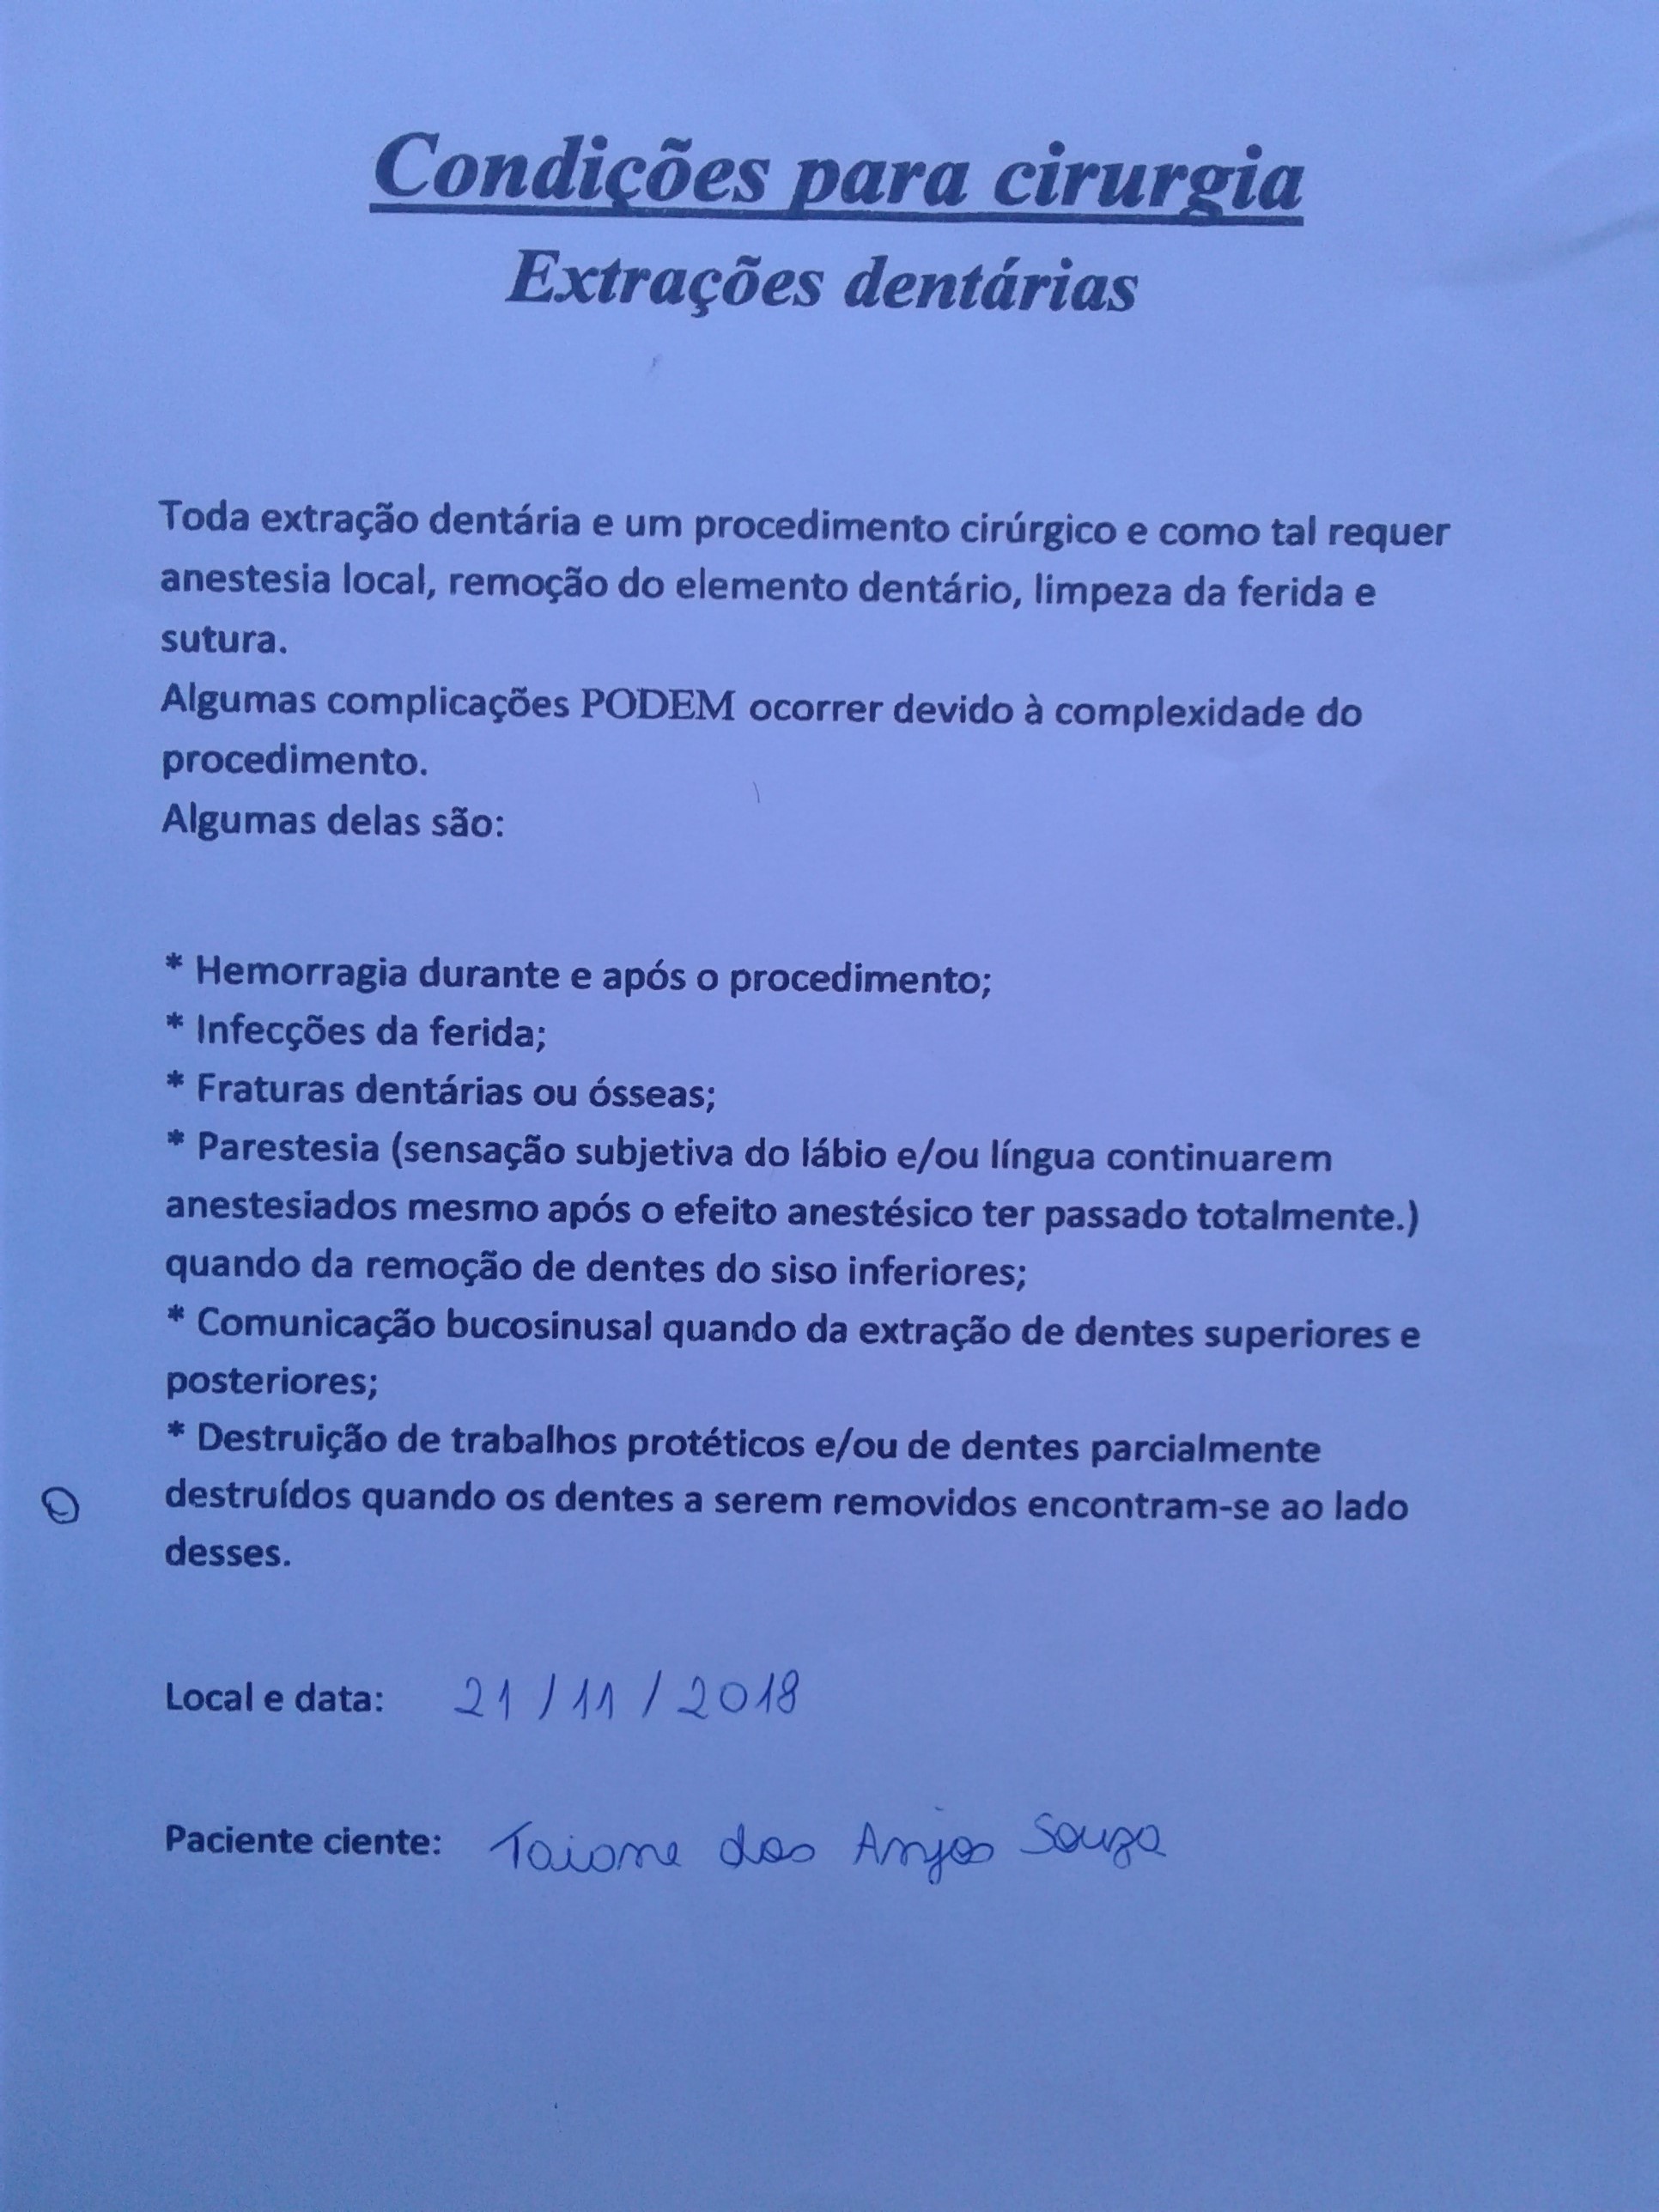 Condições para cirurgia
Extrações dentárias
Toda extração dentária e um procedimento cirúrgico e como tal requer
anestesia local, remoção do elemento dentário, limpeza da ferida e
sutura.
Algumas complicações PODEM ocorrer devido à complexidade do
procedimento.
Algumas delas são:
* Hemorragia durante e após o procedimento;
* Infecções da ferida;
* Fraturas dentárias ou ósseas;
* Parestesia (sensação subjetiva do lábio e/ou língua continuarem
anestesiados mesmo após o efeito anestésico ter passado totalmente.)
quando da remoção de dentes do siso inferiores;
* Comunicação bucosinusal quando da extração de dentes superiores e
posteriores;
* Destruição de trabalhos protéticos e/ou de dentes parcialmente
destruídos quando os dentes a serem removidos encontram-se ao lado
desses.
Local e data: 21/11/2018
Paciente ciente: Taiane dos Anjos Souza